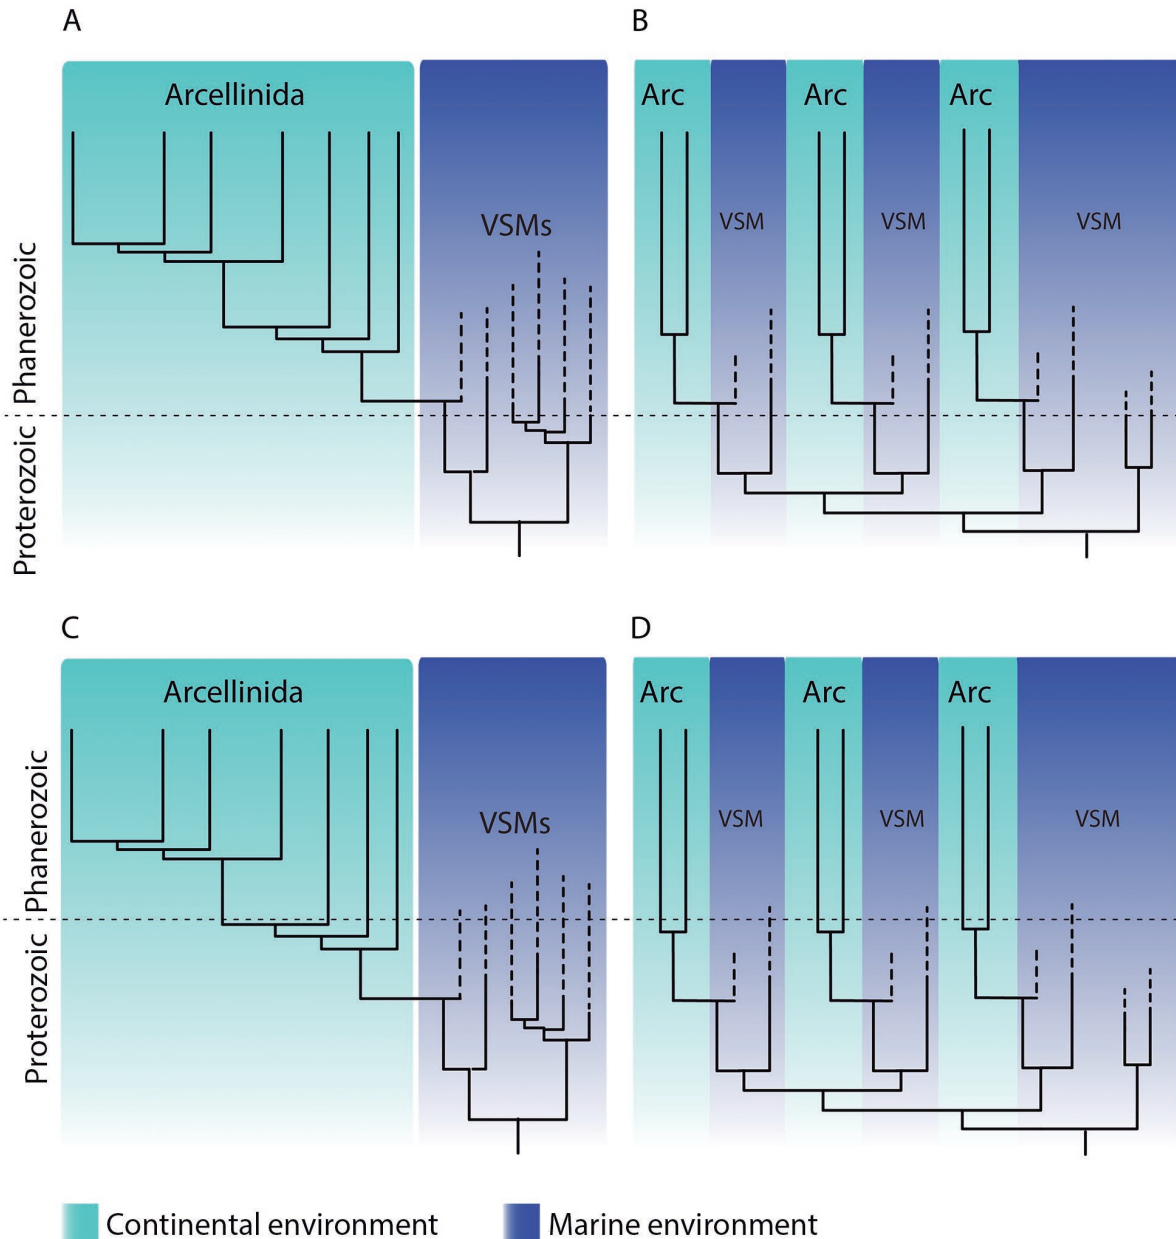 A
B
Arcellinida
Arc
Arc
Arc
VSMs
VSM
VSM
VSM
Phanerozoic
Proterozoic
C
D
Arcellinida
Arc
Arc
Arc
VSMs
VSM
VSM
VSM
Phanerozoic
Proterozoic
Continental environment
Marine environment